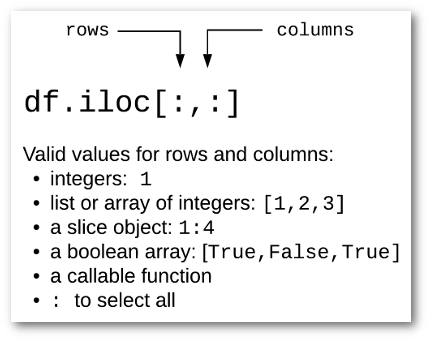 rows columns
df.iloc[:,:]
Valid values for rows and columns:
• integers: 1
• list or array of integers: [1,2,3]
• a slice object: 1:4
• a boolean array: [True,False,True]
• a callable function
• : to select all